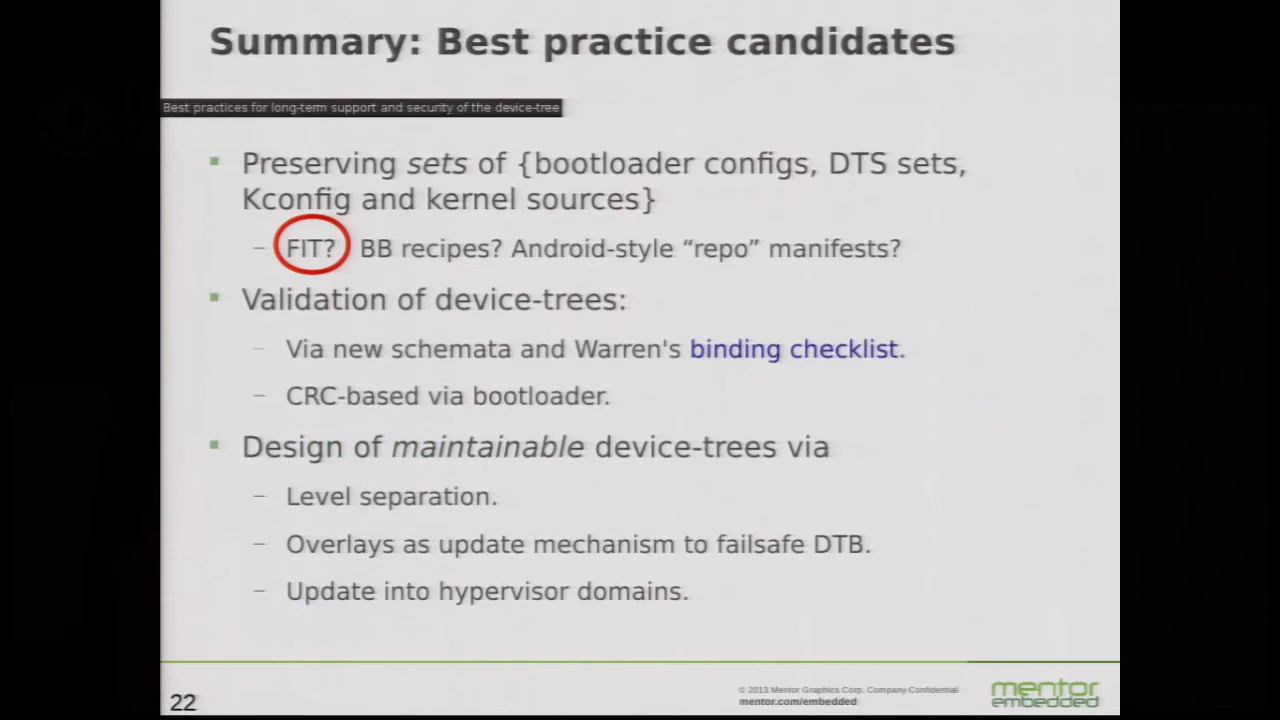 Summary: Best practice candidates
Best practices for long-term support and security of the device-tree
Preserving sets of {bootloader configs, DTS sets,
Kconfig and kernel sources}
– FIT? BB recipes? Android-style “repo” manifests?
Validation of device-trees:
– Via new schemata and Warren's binding checklist.
– CRC-based via bootloader.
Design of maintainable device-trees via
– Level separation.
– Overlays as update mechanism to failsafe DTB.
– Update into hypervisor domains.
22
© 2013 Mentor Graphics Corp. Company Confidential
mentor.com/embedded
mentor
embedded